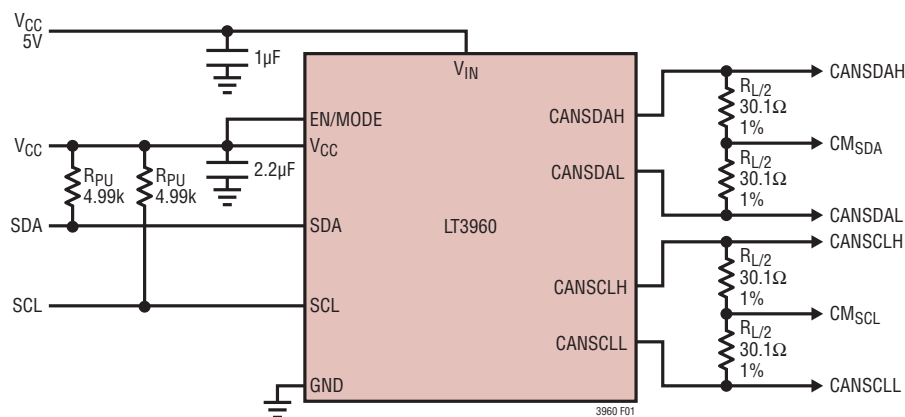 VCC
5V
1µF
VIN
EN/MODE
VCC
VCC
2.2µF
RPU
4.99k
RPU
4.99k
SDA
SDA
SCL
SCL
GND
LT3960
CANSDAH
CANSDAL
CANSCLH
CANSCLL
RL/2
30.1Ω
1%
RL/2
30.1Ω
1%
RL/2
30.1Ω
1%
RL/2
30.1Ω
1%
CANSDAH
CMSDA
CANSDAL
CANSCLH
CMSCL
CANSCLL
3960 F01